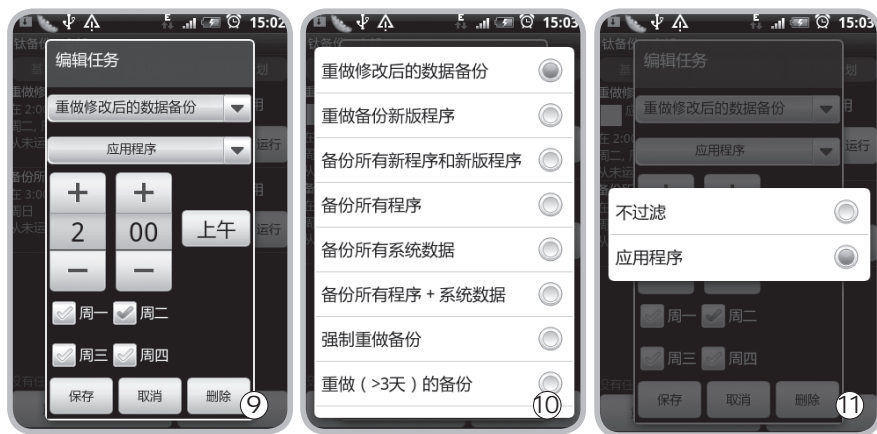 15:02
钛备份
编辑任务
划
重做修改后的数据备份
应用程序
运行
2
00
上午
周一
周二
周三
周四
保存
取消
删除
9
15:03
重做修改后的数据备份
重做备份新版程序
备份所有新程序和新版程序
备份所有程序
备份所有系统数据
备份所有程序 + 系统数据
强制重做备份
重做（>3天）的备份
10
15:03
钛备份
编辑任务
划
重做修改后的数据备份
应用程序
运行
不过滤
应用程序
周一
周二
周三
周四
保存
取消
删除
11